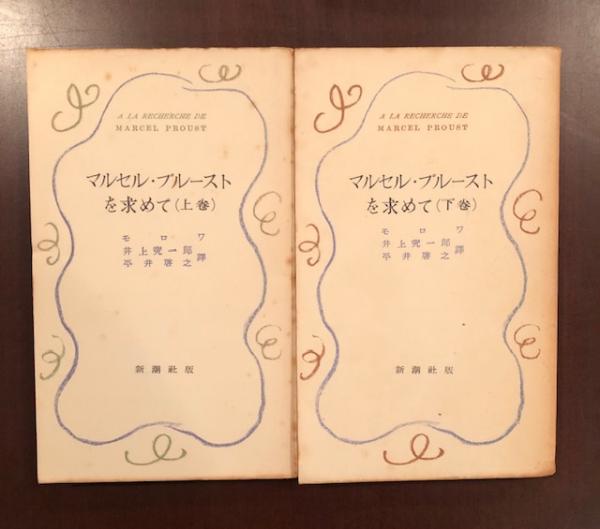 A LA RECHERCHE DE
MARCEL PROUST
マルセル・プルースト
を求めて(上巻)
モロワ
井上究一郎
平井啓之 譯
新潮社版
A LA RECHERCHE DE
MARCEL PROUST
マルセル・プルースト
を求めて(下巻)
モロワ
井上究一郎
平井啓之 譯
新潮社版